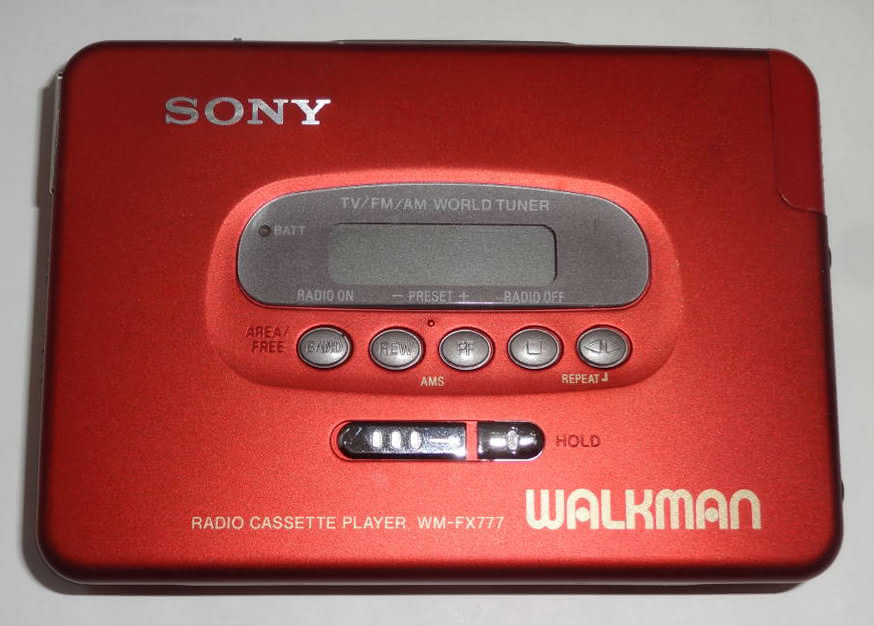 SONY
TV/FM/AM WORLD TUNER
BATT
RADIO ON − PRESET + RADIO OFF
AREA/
FREE
BAND REW FF
AMS REPEAT
HOLD
RADIO CASSETTE PLAYER WM-FX777 WALKMAN